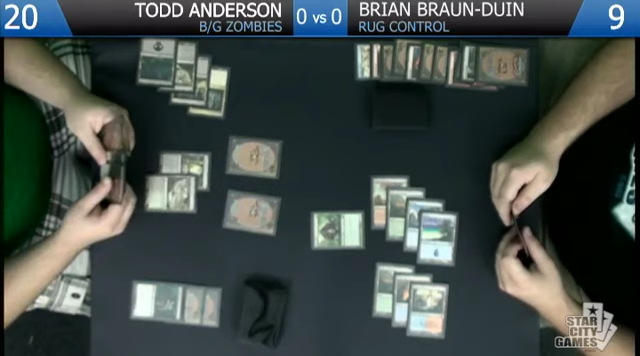 20
TODD ANDERSON
B/G ZOMBIES
0 vs 0
BRIAN BRAUN-DUIN
RUG CONTROL
9
STAR
CITY
GAMES